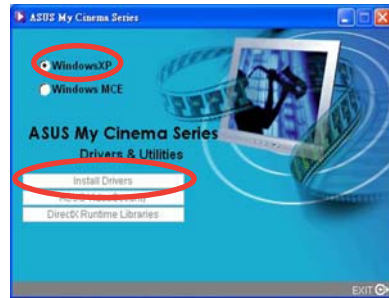 ASUS My Cinema Series
WindowsXP
Windows MCE
ASUS My Cinema Series
Drivers & Utilities
Install Drivers
DirectX Runtime Libraries
EXIT